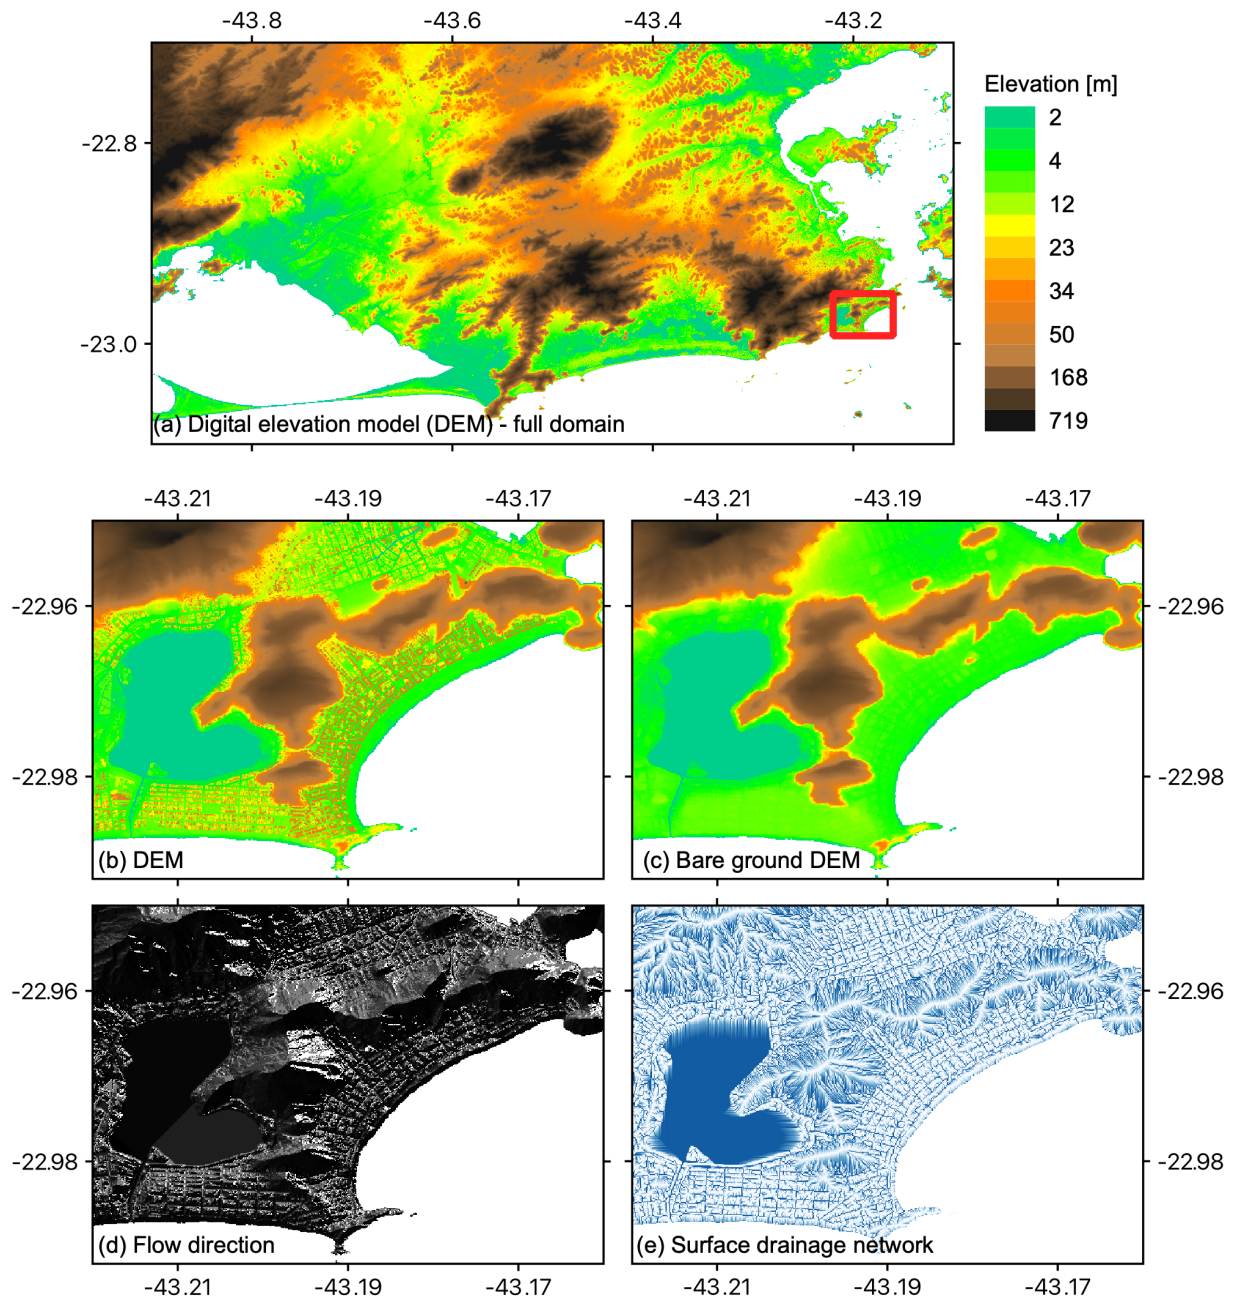 -43.8 -43.6 -43.4 -43.2
Elevation [m]
2
-22.8
4
12
23
34
50
-23.0
168
719
(a) Digital elevation model (DEM) - full domain
-43.21 -43.19 -43.17 -43.21 -43.19 -43.17
-22.96 -22.96
-22.98 -22.98
(b) DEM (c) Bare ground DEM
-22.96 -22.96
-22.98 -22.98
(d) Flow direction (e) Surface drainage network
-43.21 -43.19 -43.17 -43.21 -43.19 -43.17